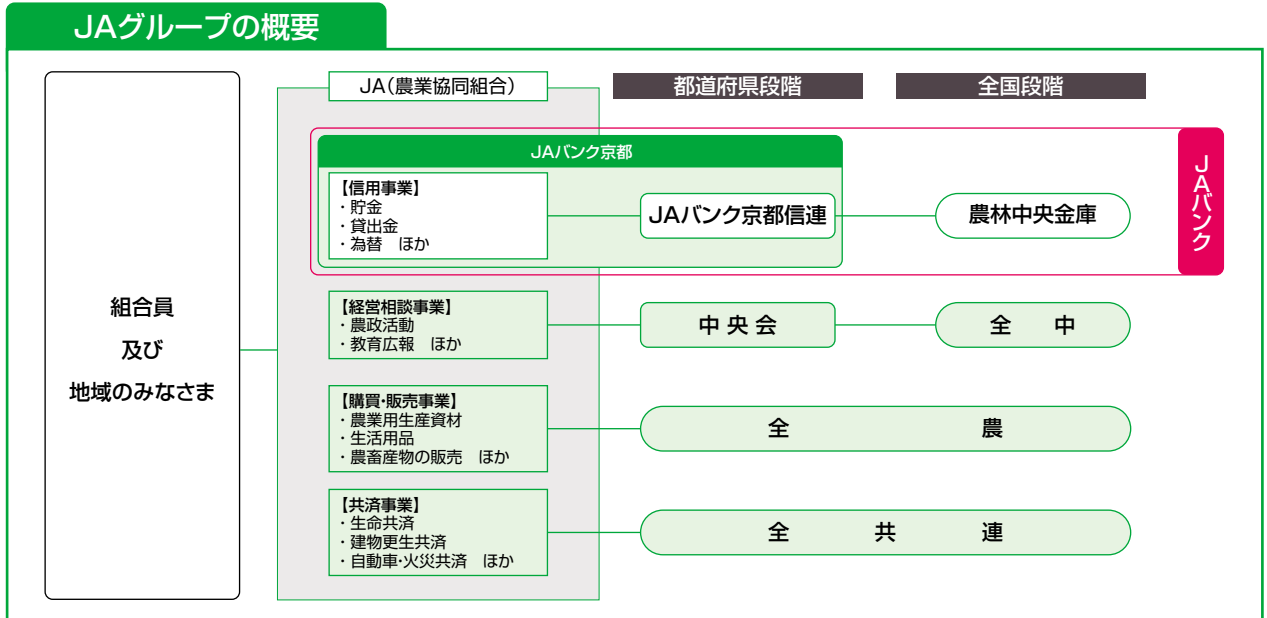 JAグループの概要
組合員
及び
地域のみなさま
JA(農業協同組合)
都道府県段階
全国段階
JAバンク京都
【信用事業】
・貯金
・貸出金
・為替 ほか
JAバンク京都信連
農林中央金庫
JAバンク
【経営相談事業】
・農政活動
・教育広報 ほか
中央会
全 中
【購買・販売事業】
・農業用生産資材
・生活用品
・農畜産物の販売 ほか
全 農
【共済事業】
・生命共済
・建物更生共済
・自動車・火災共済 ほか
全 共 連